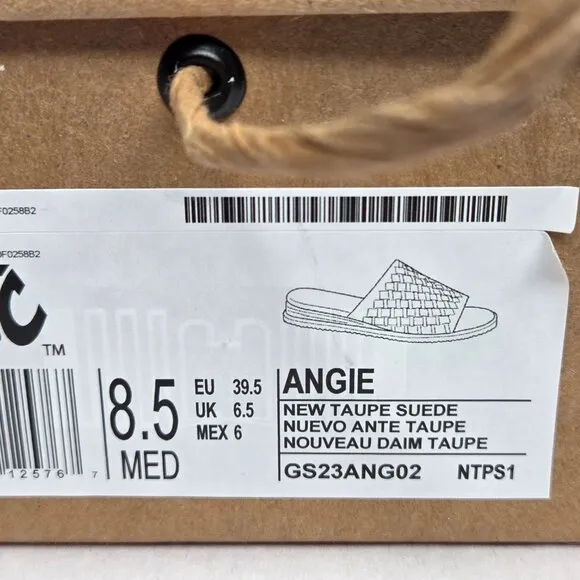 F0258B2
0F0258B2
C
TM
8.5
MED
EU 39.5
UK 6.5
MEX 6
ANGIE
NEW TAUPE SUEDE
NUEVO ANTE TAUPE
NOUVEAU DAIM TAUPE
GS23ANG02 NTPS1
12576 7